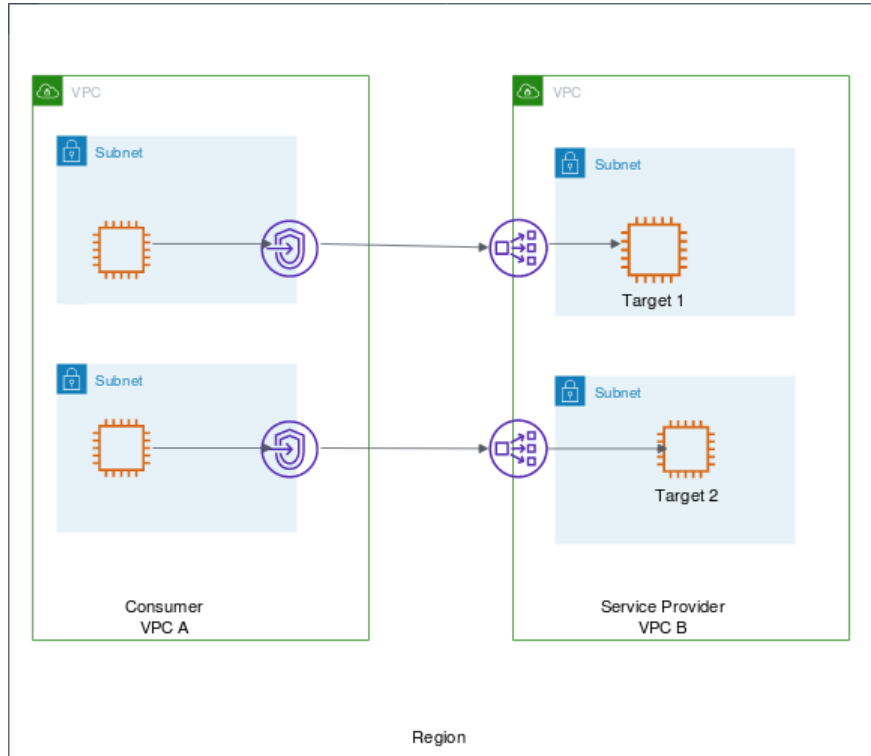 VPC
VPC
Subnet
Subnet
Target 1
Subnet
Subnet
Target 2
Consumer
VPC A
Service Provider
VPC B
Region